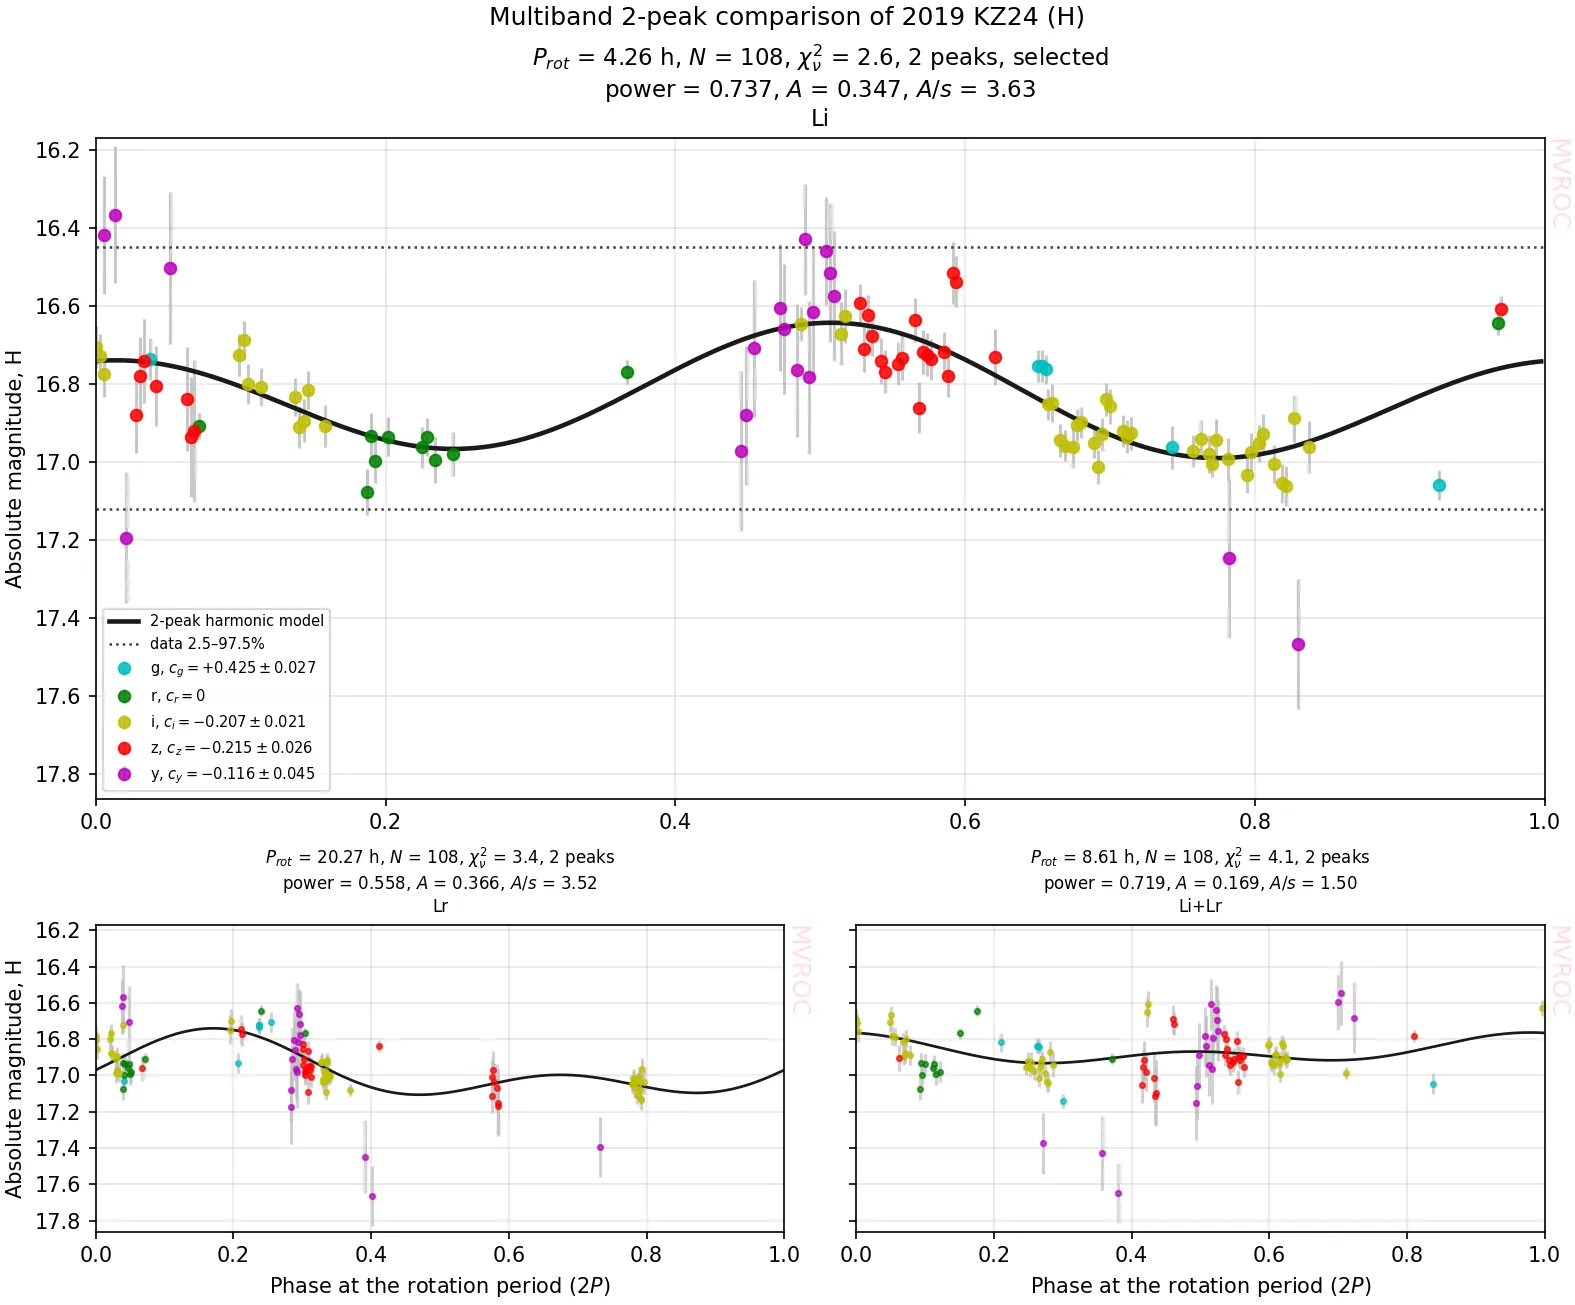 Multiband 2-peak comparison of 2019 KZ24 (H)
P_rot = 4.26 h, N = 108, χ²_ν = 2.6, 2 peaks, selected
power = 0.737, A = 0.347, A/s = 3.63
Li
16.2
16.4
16.6
16.8
17.0
17.2
17.4
17.6
17.8
Absolute magnitude, H
2-peak harmonic model
data 2.5–97.5%
g, c_g = +0.425 ± 0.027
r, c_r = 0
i, c_i = −0.207 ± 0.021
z, c_z = −0.215 ± 0.026
y, c_y = −0.116 ± 0.045
0.0 0.2 0.4 0.6 0.8 1.0
MVROC
P_rot = 20.27 h, N = 108, χ²_ν = 3.4, 2 peaks
power = 0.558, A = 0.366, A/s = 3.52
Lr
16.2
16.4
16.6
16.8
17.0
17.2
17.4
17.6
17.8
Absolute magnitude, H
0.0 0.2 0.4 0.6 0.8 1.0
Phase at the rotation period (2P)
MVROC
P_rot = 8.61 h, N = 108, χ²_ν = 4.1, 2 peaks
power = 0.719, A = 0.169, A/s = 1.50
Li+Lr
0.0 0.2 0.4 0.6 0.8 1.0
Phase at the rotation period (2P)
MVROC